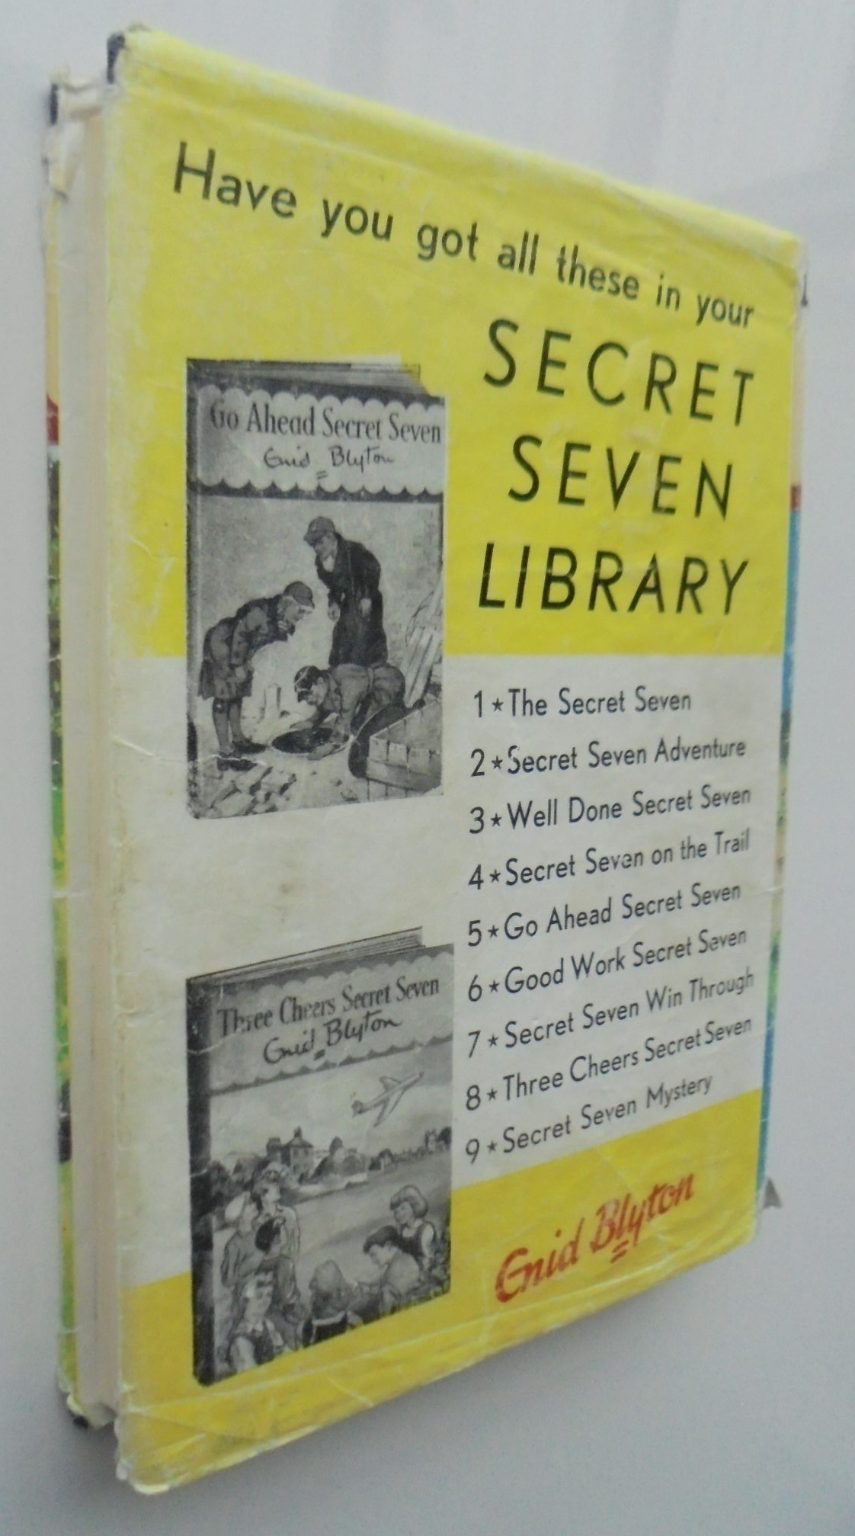 Have you got all these in your
SECRET
SEVEN
LIBRARY
Go Ahead Secret Seven
Enid Blyton
1★The Secret Seven
2★Secret Seven Adventure
3★Well Done Secret Seven
4★Secret Seven on the Trail
5★Go Ahead Secret Seven
6★Good Work Secret Seven
7★Secret Seven Win Through
8★Three Cheers Secret Seven
9★Secret Seven Mystery
Three Cheers Secret Seven
Enid Blyton
Enid Blyton